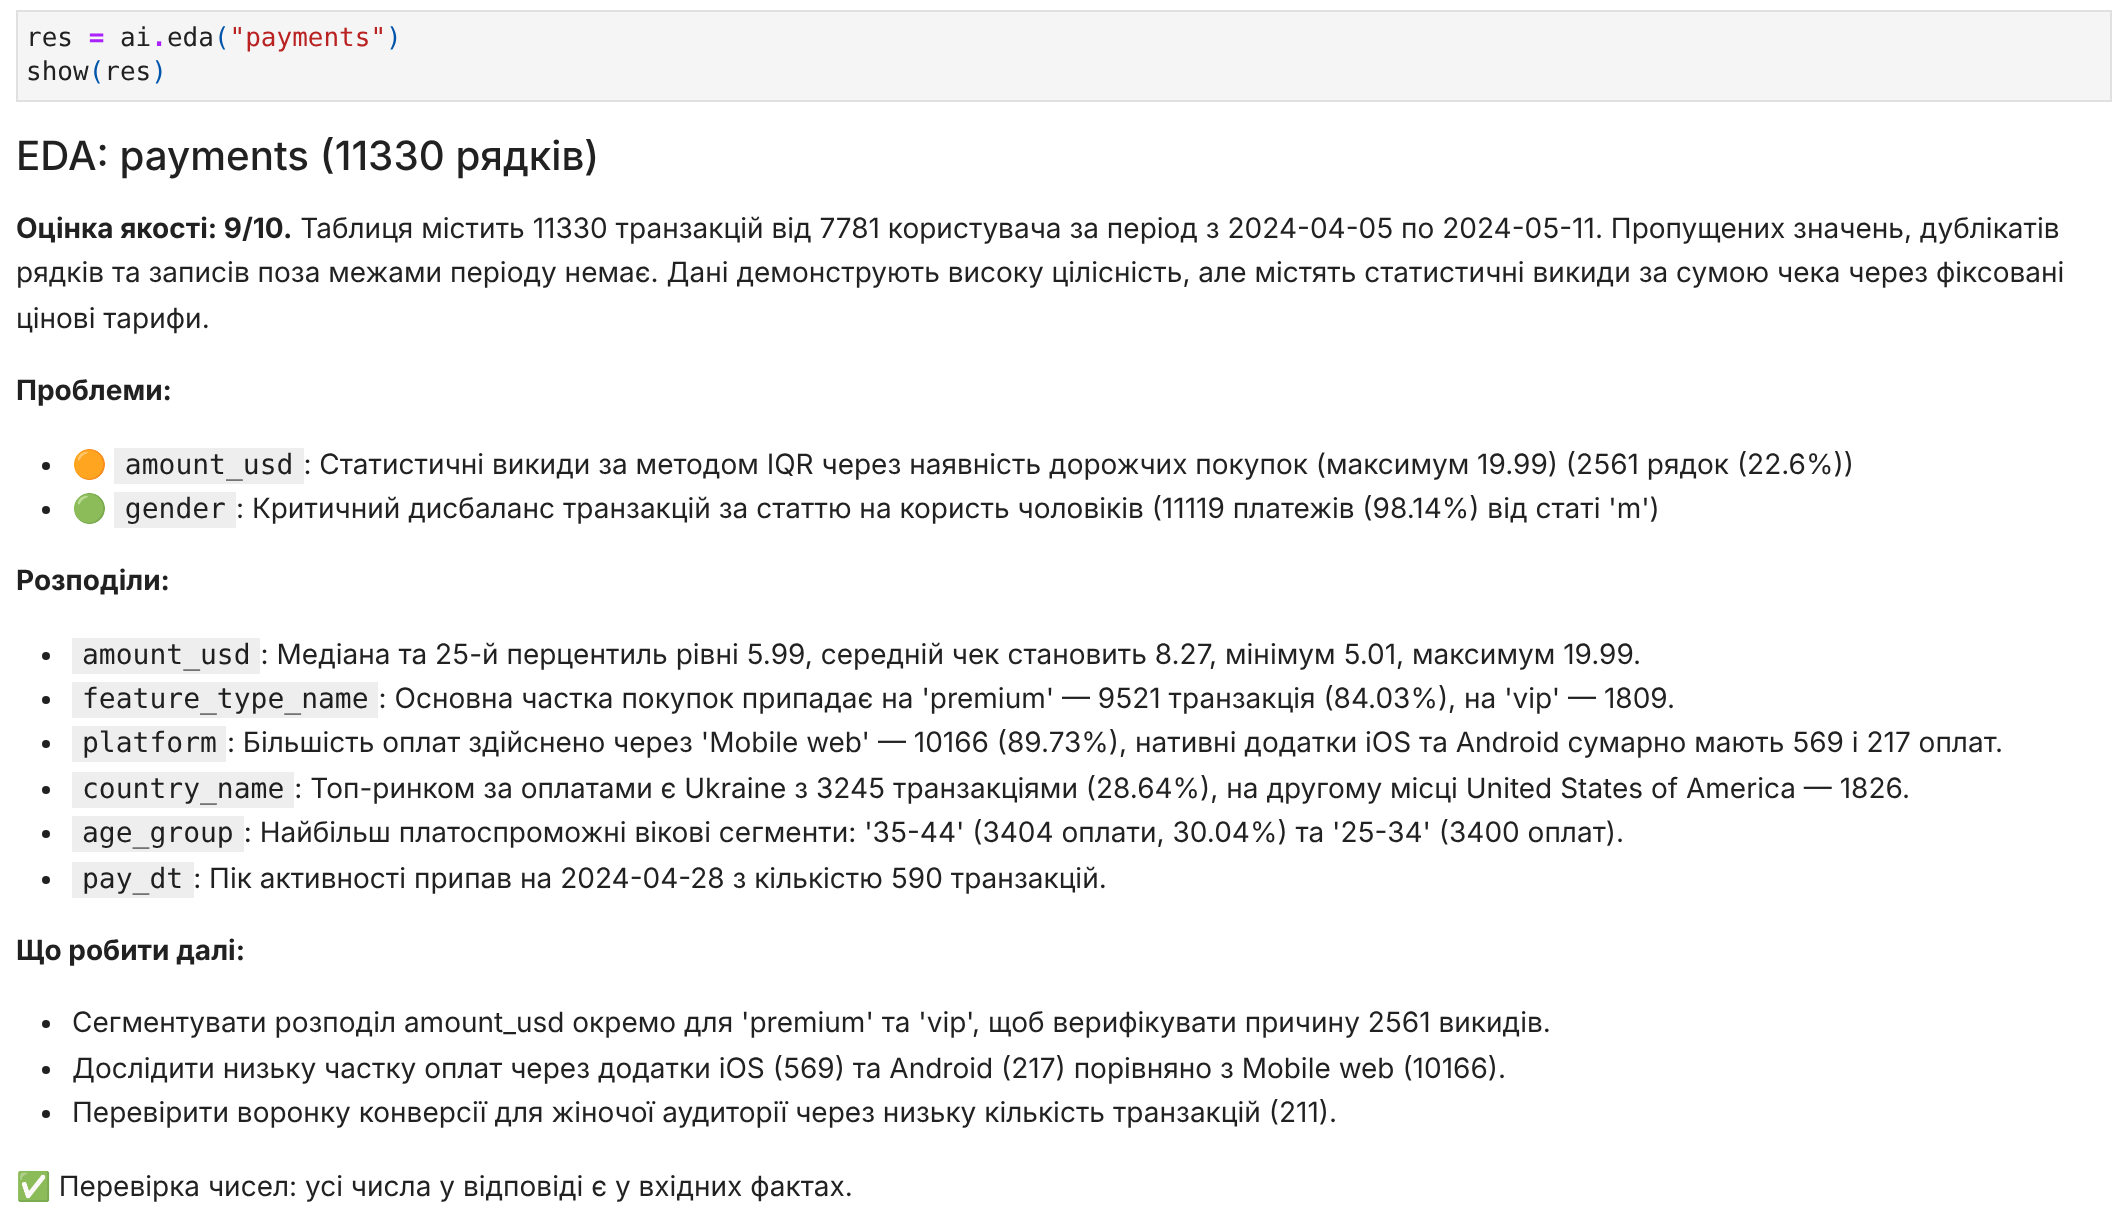 res = ai.eda("payments")
show(res)
EDA: payments (11330 рядків)
Оцінка якості: 9/10. Таблиця містить 11330 транзакцій від 7781 користувача за період з 2024-04-05 по 2024-05-11. Пропущених значень, дублікатів
рядків та записів поза межами періоду немає. Дані демонструють високу цілісність, але містять статистичні викиди за сумою чека через фіксовані
цінові тарифи.
Проблеми:
• 🟠 amount_usd: Статистичні викиди за методом IQR через наявність дорожчих покупок (максимум 19.99) (2561 рядок (22.6%))
• 🟢 gender: Критичний дисбаланс транзакцій за статтю на користь чоловіків (11119 платежів (98.14%) від статі 'm')
Розподіли:
• amount_usd: Медіана та 25-й перцентиль рівні 5.99, середній чек становить 8.27, мінімум 5.01, максимум 19.99.
• feature_type_name: Основна частка покупок припадає на 'premium' — 9521 транзакція (84.03%), на 'vip' — 1809.
• platform: Більшість оплат здійснено через 'Mobile web' — 10166 (89.73%), нативні додатки iOS та Android сумарно мають 569 і 217 оплат.
• country_name: Топ-ринком за оплатами є Ukraine з 3245 транзакціями (28.64%), на другому місці United States of America — 1826.
• age_group: Найбільш платоспроможні вікові сегменти: '35-44' (3404 оплати, 30.04%) та '25-34' (3400 оплат).
• pay_dt: Пік активності припав на 2024-04-28 з кількістю 590 транзакцій.
Що робити далі:
• Сегментувати розподіл amount_usd окремо для 'premium' та 'vip', щоб верифікувати причину 2561 викидів.
• Дослідити низьку частку оплат через додатки iOS (569) та Android (217) порівняно з Mobile web (10166).
• Перевірити воронку конверсії для жіночої аудиторії через низьку кількість транзакцій (211).
✅ Перевірка чисел: усі числа у відповіді є у вхідних фактах.